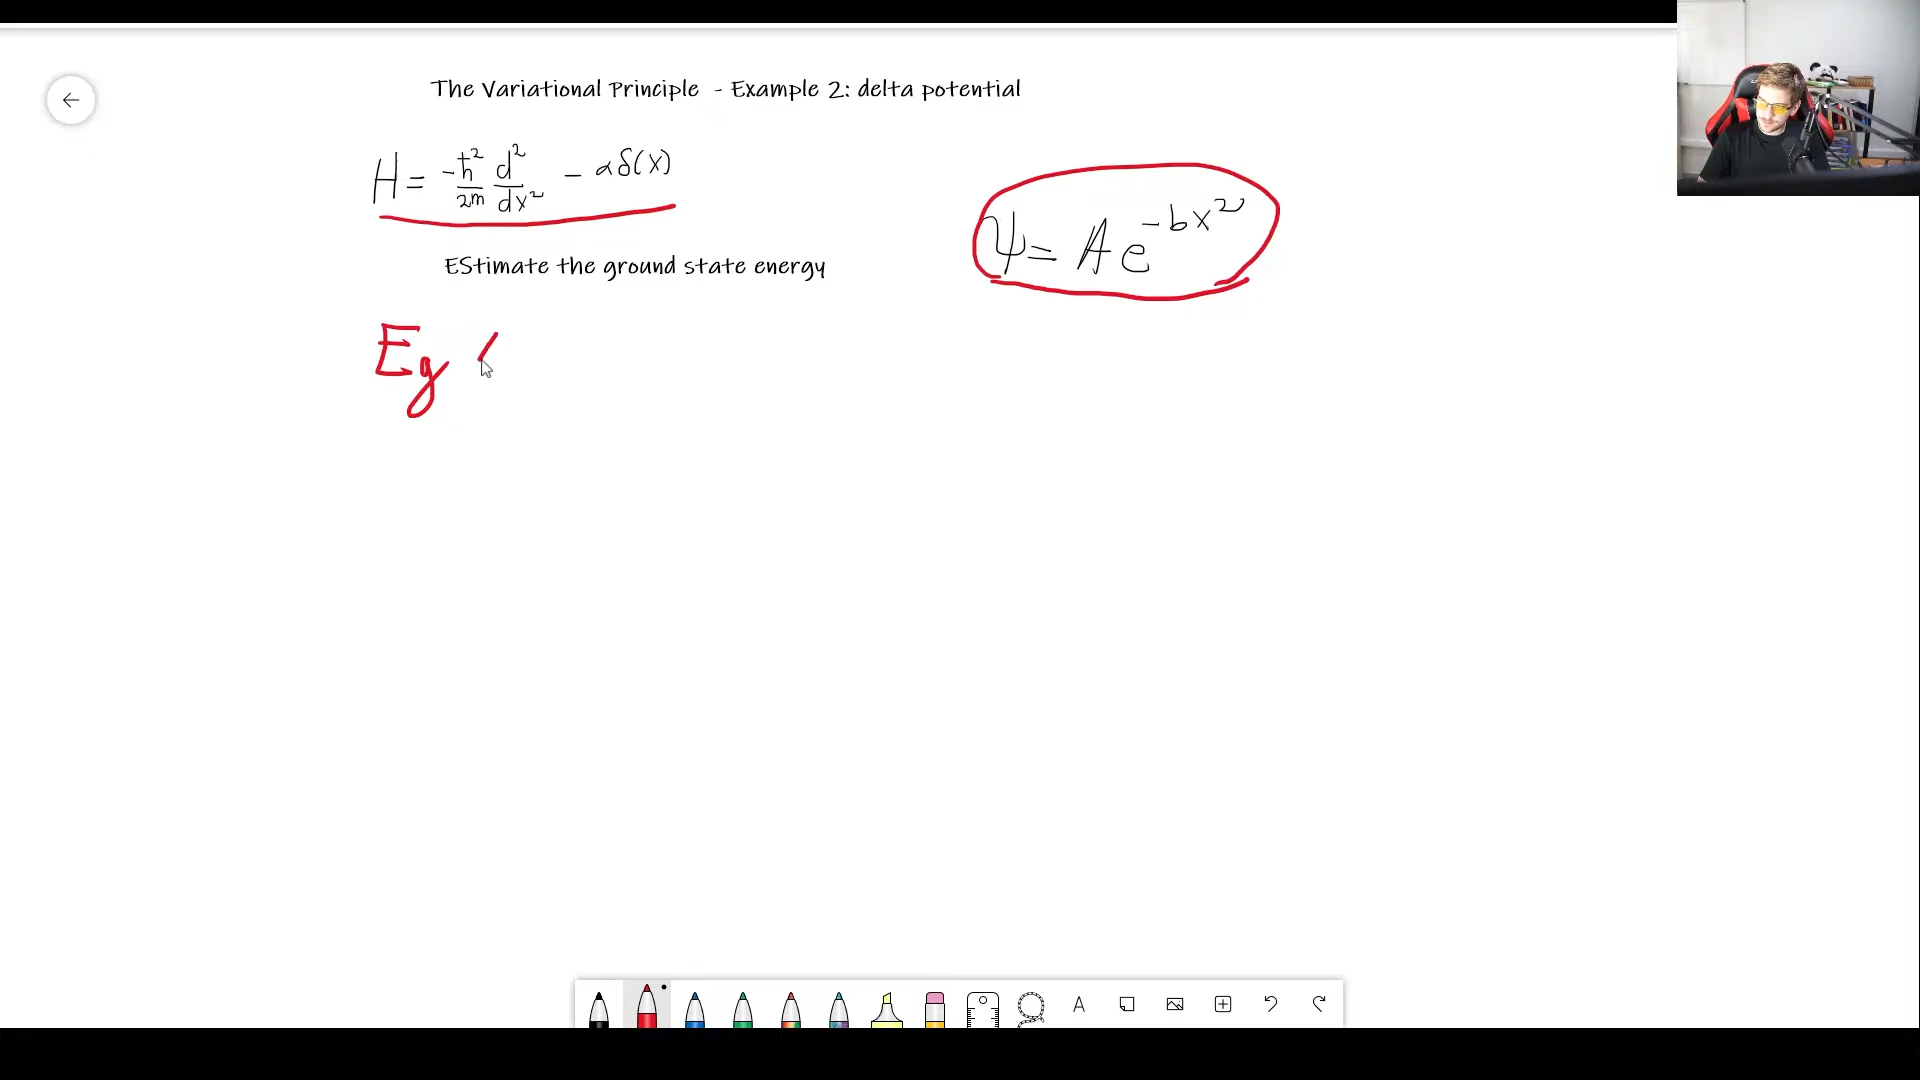 The Variational Principle - Example 2: delta potential
H = -ħ²/2m d²/dx² - αδ(x)
ψ = A e^{-bx²}
EStimate the ground state energy
Eg
A